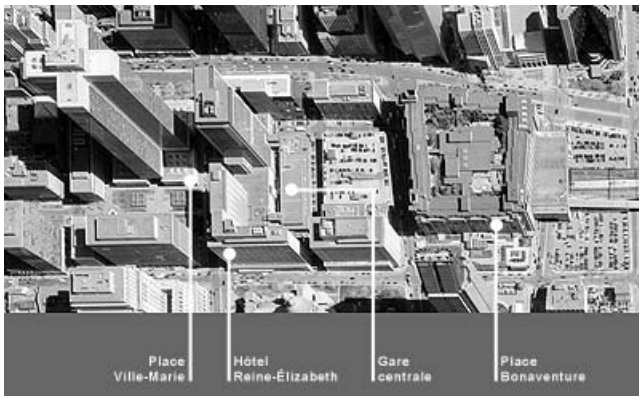 Place
Ville-Marie
Hôtel
Reine-Élizabeth
Gare
centrale
Place
Bonaventure